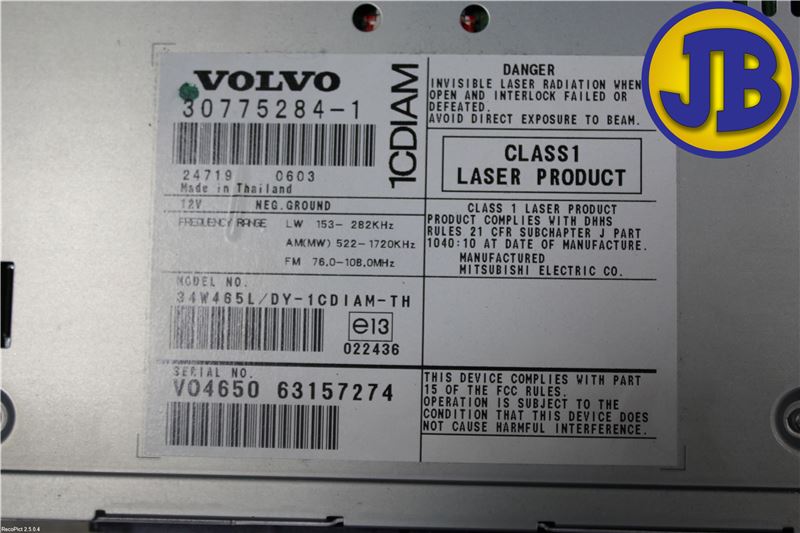 VOLVO
30775284-1
1CDIAM
24719 0603
Made in Thailand
12V NEG.GROUND
FREQUENCY RANGE LW 153- 282KHz
AM(MW) 522-1720KHz
FM 76.0-108.0MHz
MODEL NO.
34W465L/DY-1CDIAM-TH
e13
022436
SERIAL NO.
V04650 63157274
DANGER
INVISIBLE LASER RADIATION WHEN
OPEN AND INTERLOCK FAILED OR
DEFEATED.
AVOID DIRECT EXPOSURE TO BEAM.
CLASS1
LASER PRODUCT
CLASS 1 LASER PRODUCT
PRODUCT COMPLIES WITH DHHS
RULES 21 CFR SUBCHAPTER J PART
1040:10 AT DATE OF MANUFACTURE.
MANUFACTURED
MITSUBISHI ELECTRIC CO.
THIS DEVICE COMPLIES WITH PART
15 OF THE FCC RULES.
OPERATION IS SUBJECT TO THE
CONDITION THAT THIS DEVICE DOES
NOT CAUSE HARMFUL INTERFERENCE.
JB
RecoPict 2.5.0.4